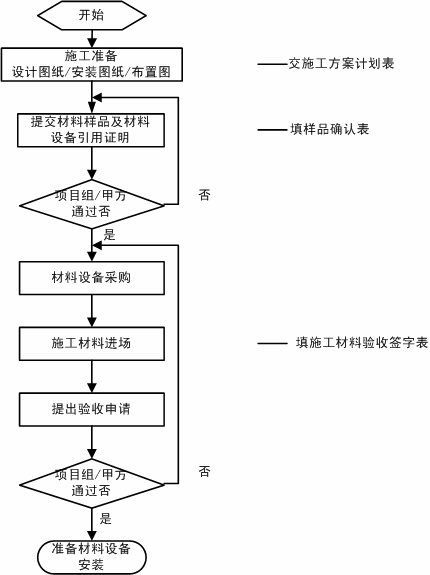 开始
施工准备
设计图纸/安装图纸/布置图
交施工方案计划表
提交材料样品及材料
设备引用证明
填样品确认表
项目组/甲方
通过否
否
是
材料设备采购
施工材料进场
填施工材料验收签字表
提出验收申请
项目组/甲方
通过否
否
是
准备材料设备
安装